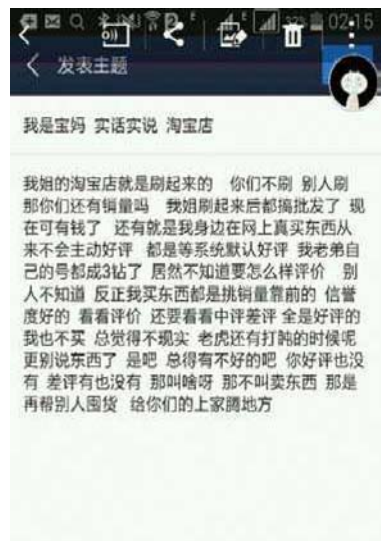 02:15
发表主题
我是宝妈 实话实说 淘宝店
我姐的淘宝店就是刷起来的 你们不刷 别人刷
那你们还有销量吗 我姐刷起来后都搞批发了 现
在可有钱了 还有就是我身边在网上真买东西从
来不会主动好评 都是等系统默认好评 我老弟自
己的号都成3钻了 居然不知道要怎么样评价 别
人不知道 反正我买东西都是挑销量靠前的 信誉
度好的 看看评价 还要看看中评差评 全是好评的
我也不买 总觉得不现实 老虎还有打盹的时候呢
更别说东西了 是吧 总得有不好的吧 你好评也没
有 差评有也没有 那叫啥呀 那不叫卖东西 那是
再帮别人囤货 给你们的上家腾地方